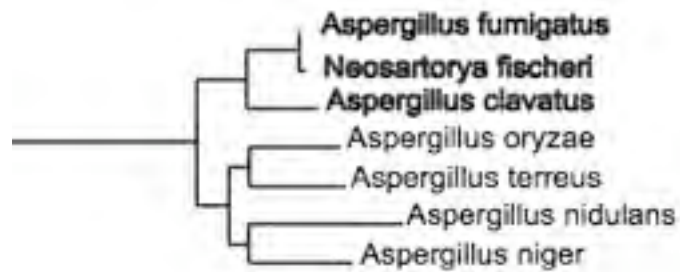 Aspergillus fumigatus
Neosartorya fischeri
Aspergillus clavatus
Aspergillus oryzae
Aspergillus terreus
Aspergillus nidulans
Aspergillus niger